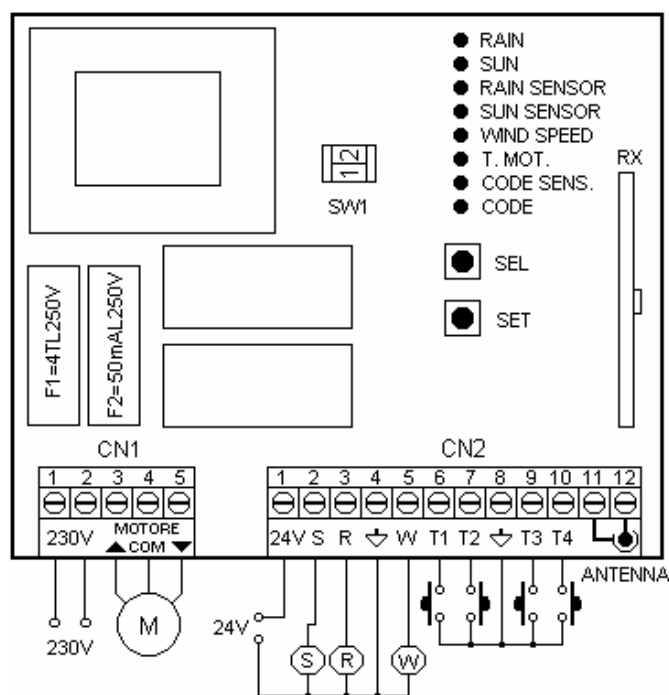 RAIN
SUN
RAIN SENSOR
SUN SENSOR
WIND SPEED
T. MOT.
CODE SENS.
CODE
RX
1 2
SW1
SEL
SET
F1=4TL250V
F2=50mAL250V
CN1
CN2
1 2 3 4 5
1 2 3 4 5 6 7 8 9 10 11 12
230V
MOTORE
COM
24V S R W T1 T2 T3 T4
ANTENNA
M
230V
24V
S R W